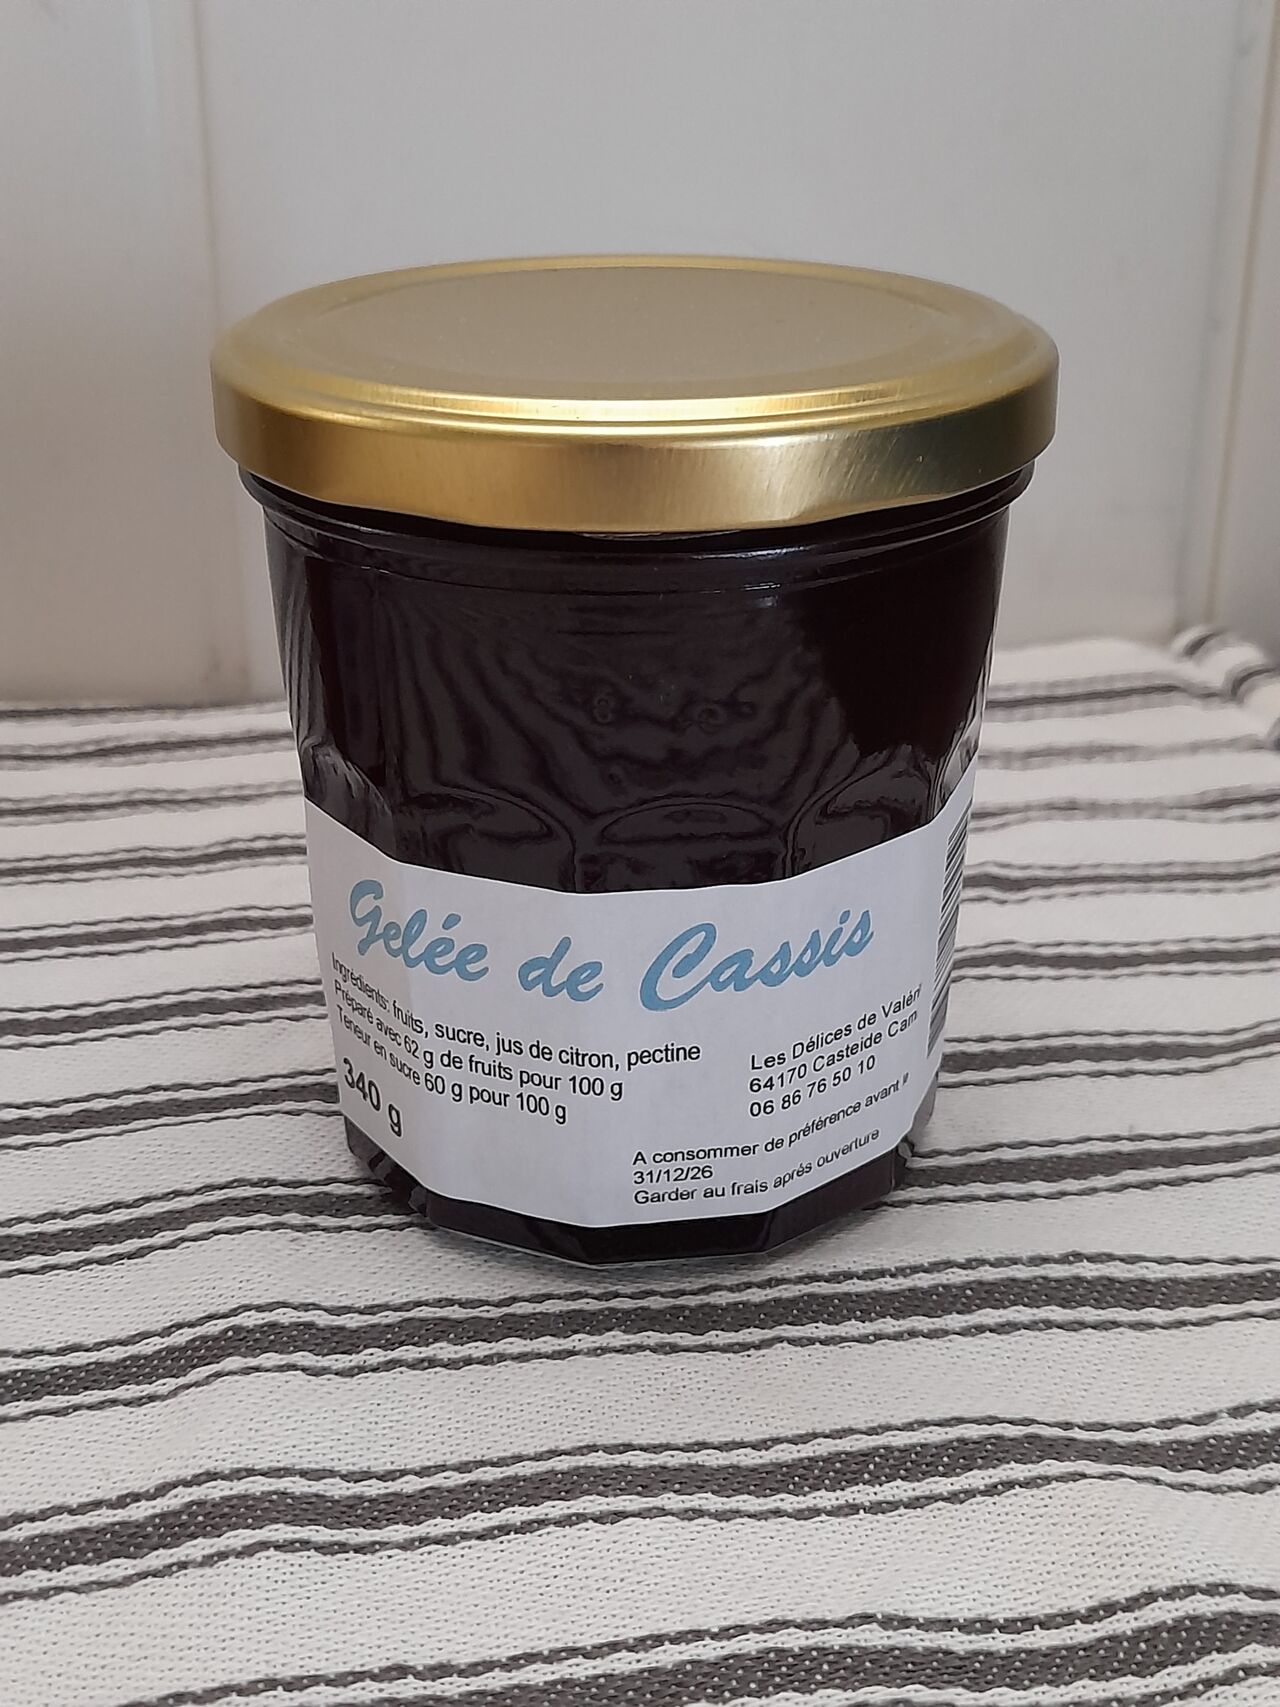 Gelée de Cassis
Ingrédients: fruits, sucre, jus de citron, pectine
Préparé avec 62 g de fruits pour 100 g
Teneur en sucre 60 g pour 100 g
340 g
Les Délices de
64170 Casteide
06 86 76 50 10
A consommer de préférence avant le
31/12/26
Garder au frais aprés ouverture